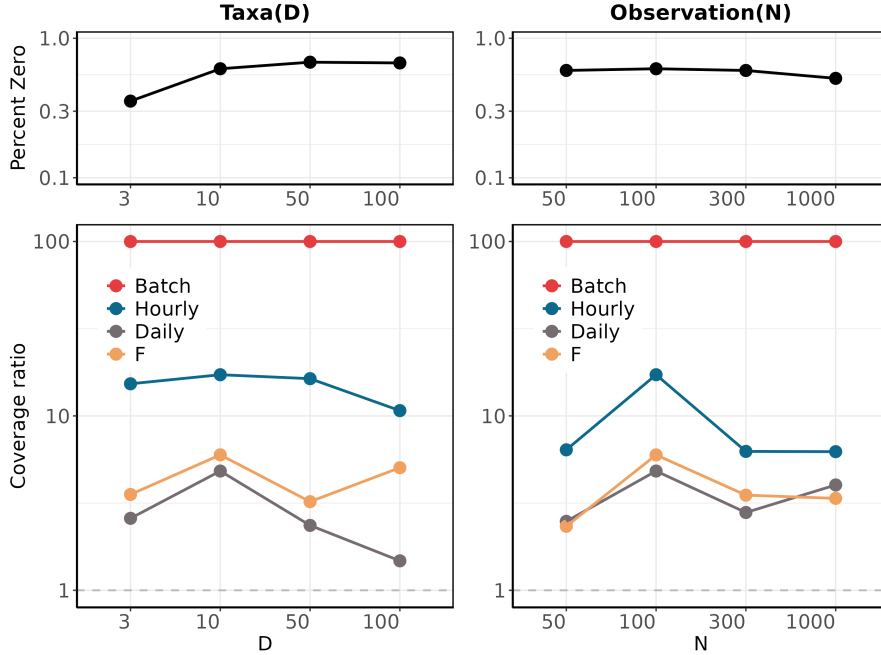 Taxa(D)
Observation(N)
Percent Zero
1.0
0.3
0.1
3 10 50 100
1.0
0.3
0.1
50 100 300 1000
Coverage ratio
100
10
1
Batch
Hourly
Daily
F
3 10 50 100
D
100
10
1
Batch
Hourly
Daily
F
50 100 300 1000
N